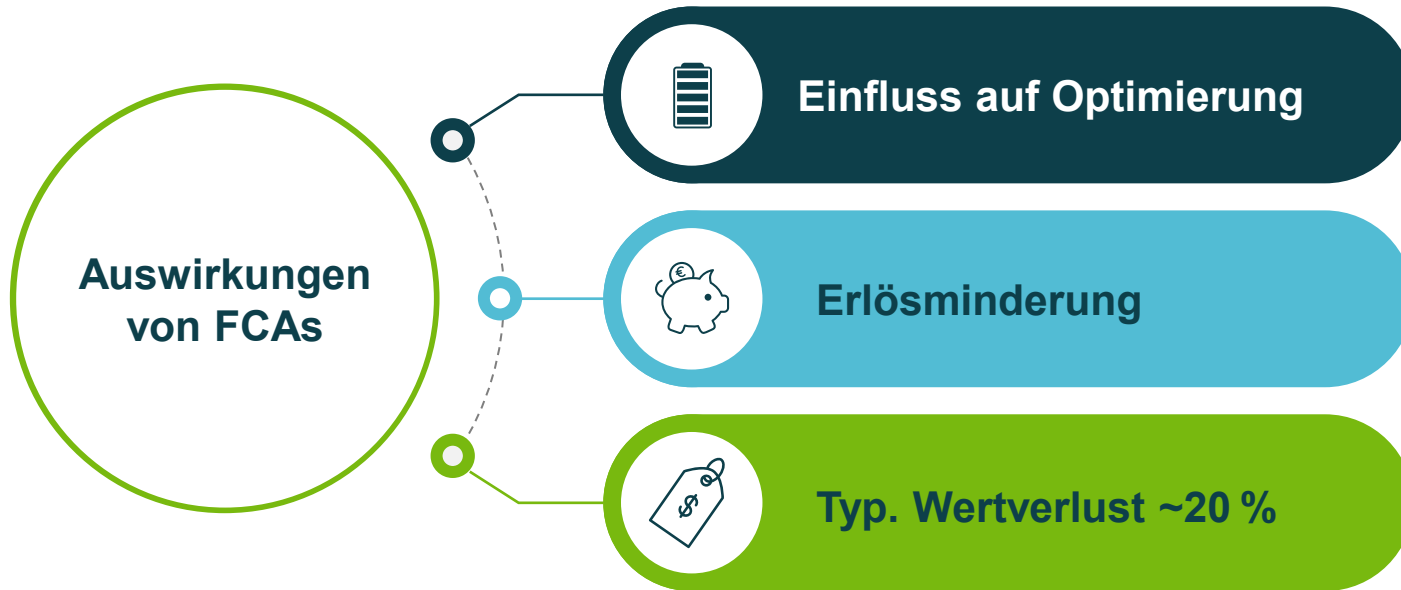 Auswirkungen
von FCAs
Einfluss auf Optimierung
€
Erlösminderung
$
Typ. Wertverlust ~20 %